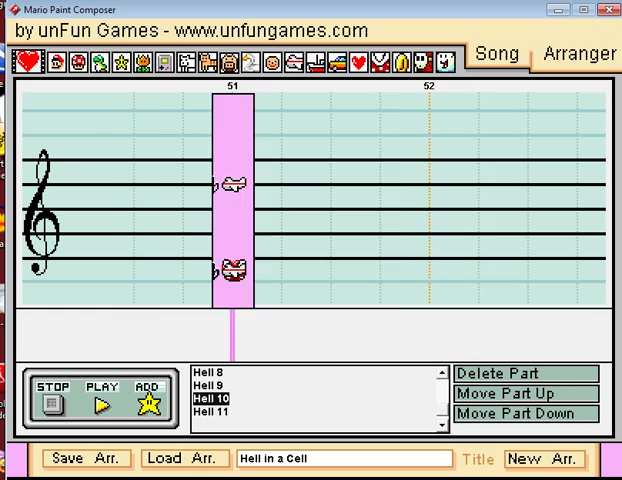 Mario Paint Composer
by unFun Games - www.unfungames.com
Song
Arranger
51
52
STOP
PLAY
ADD
Hell 8
Hell 9
Hell 10
Hell 11
Delete Part
Move Part Up
Move Part Down
Save Arr.
Load Arr.
Hell in a Cell
Title
New Arr.